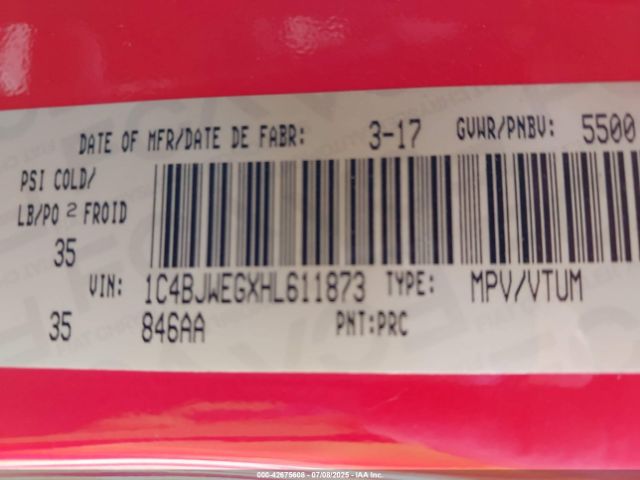 DATE OF MFR/DATE DE FABR: 3-17 GVWR/PNBV: 5500
PSI COLD/
LB/PO 2 FROID
35
VIN: 1C4BJWEGXHL611873 TYPE: MPV/VTUM
35 846AA PNT:PRC
000-42675608 - 07/08/2025 - IAA Inc.